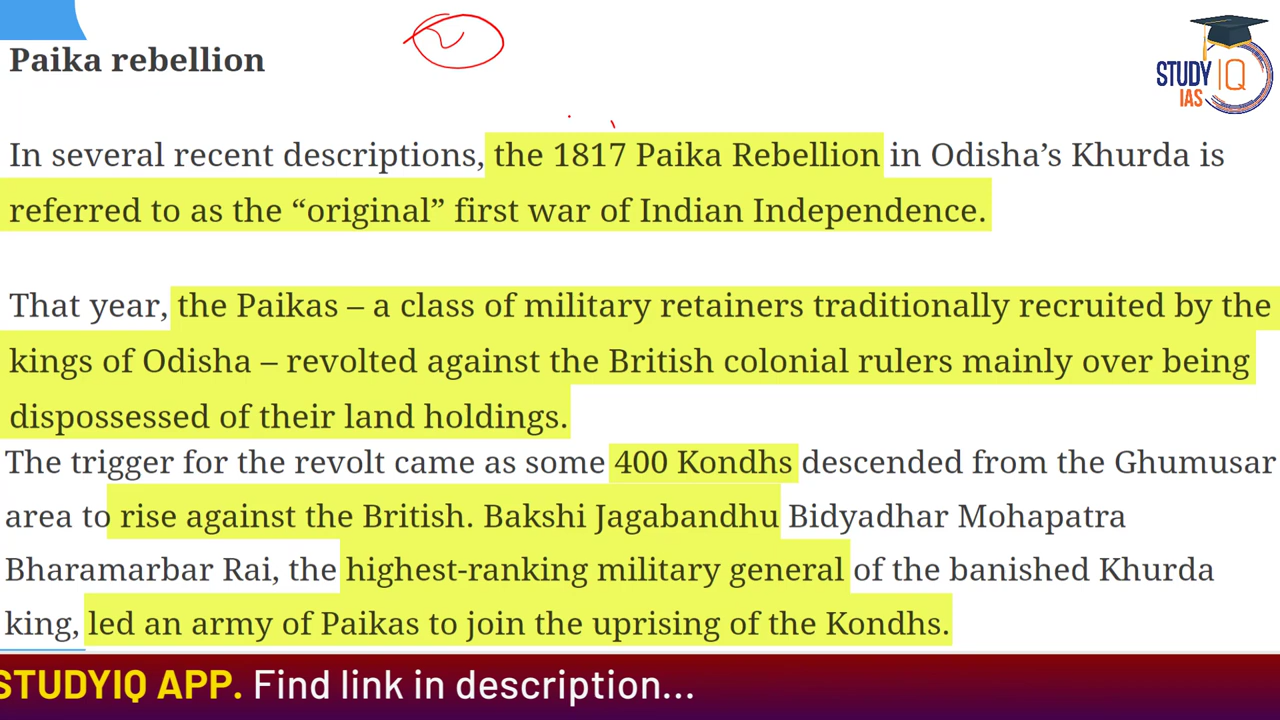 Paika rebellion
STUDY IQ
IAS
In several recent descriptions, the 1817 Paika Rebellion in Odisha’s Khurda is
referred to as the “original” first war of Indian Independence.
That year, the Paikas – a class of military retainers traditionally recruited by the
kings of Odisha – revolted against the British colonial rulers mainly over being
dispossessed of their land holdings.
The trigger for the revolt came as some 400 Kondhs descended from the Ghumusar
area to rise against the British. Bakshi Jagabandhu Bidyadhar Mohapatra
Bharamarbar Rai, the highest-ranking military general of the banished Khurda
king, led an army of Paikas to join the uprising of the Kondhs.
STUDYIQ APP. Find link in description...